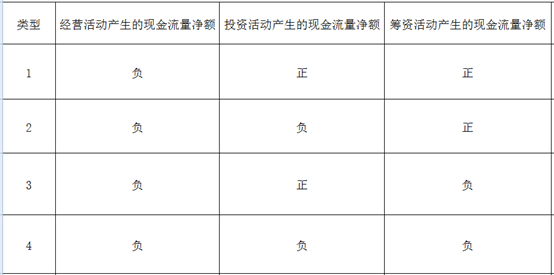 类型 经营活动产生的现金流量净额 投资活动产生的现金流量净额 筹资活动产生的现金流量净额
1 负 正 正
2 负 负 正
3 负 正 负
4 负 负 负